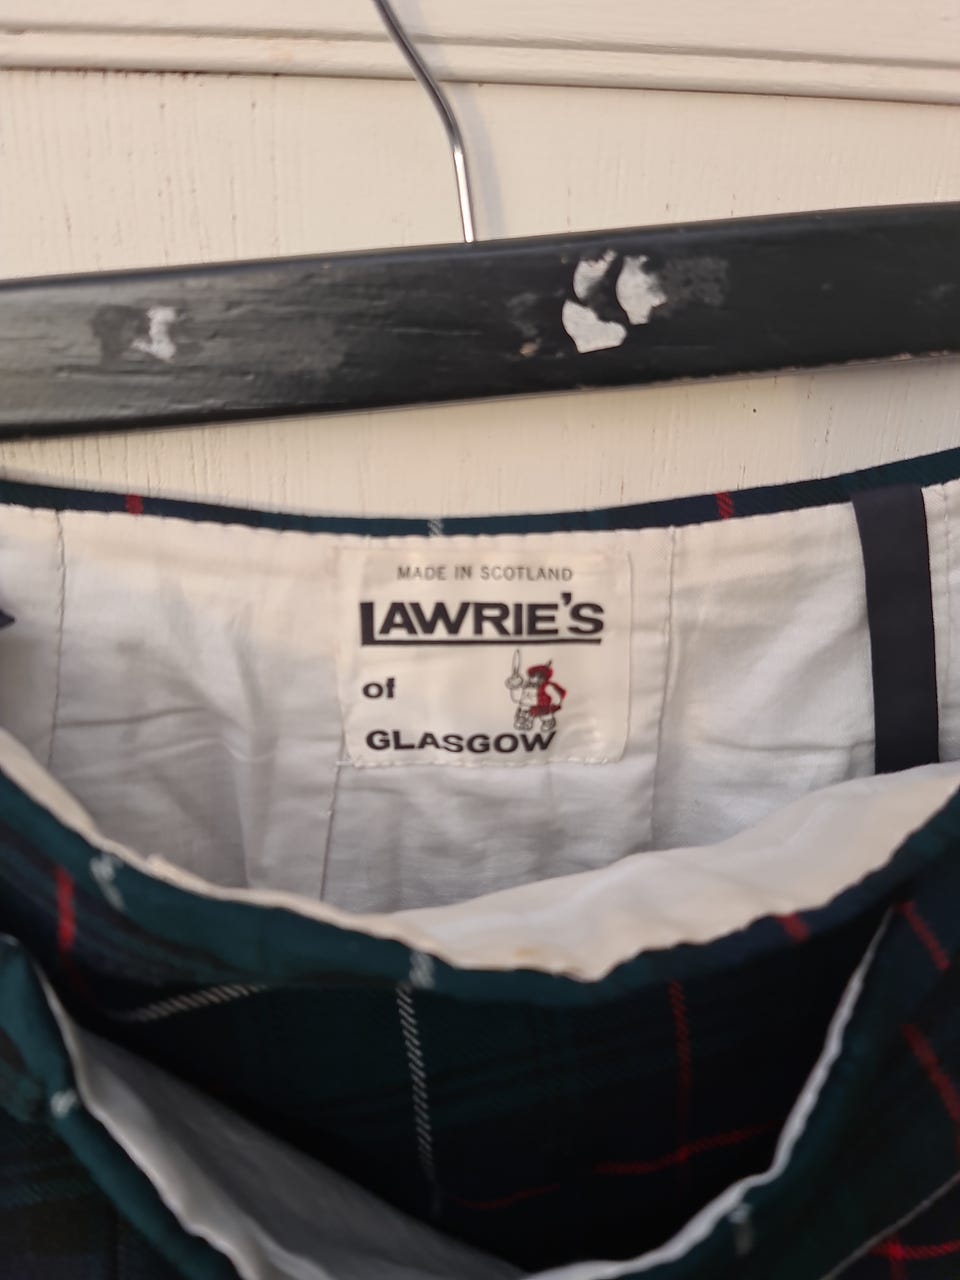 MADE IN SCOTLAND
LAWRIE'S
of
GLASGOW